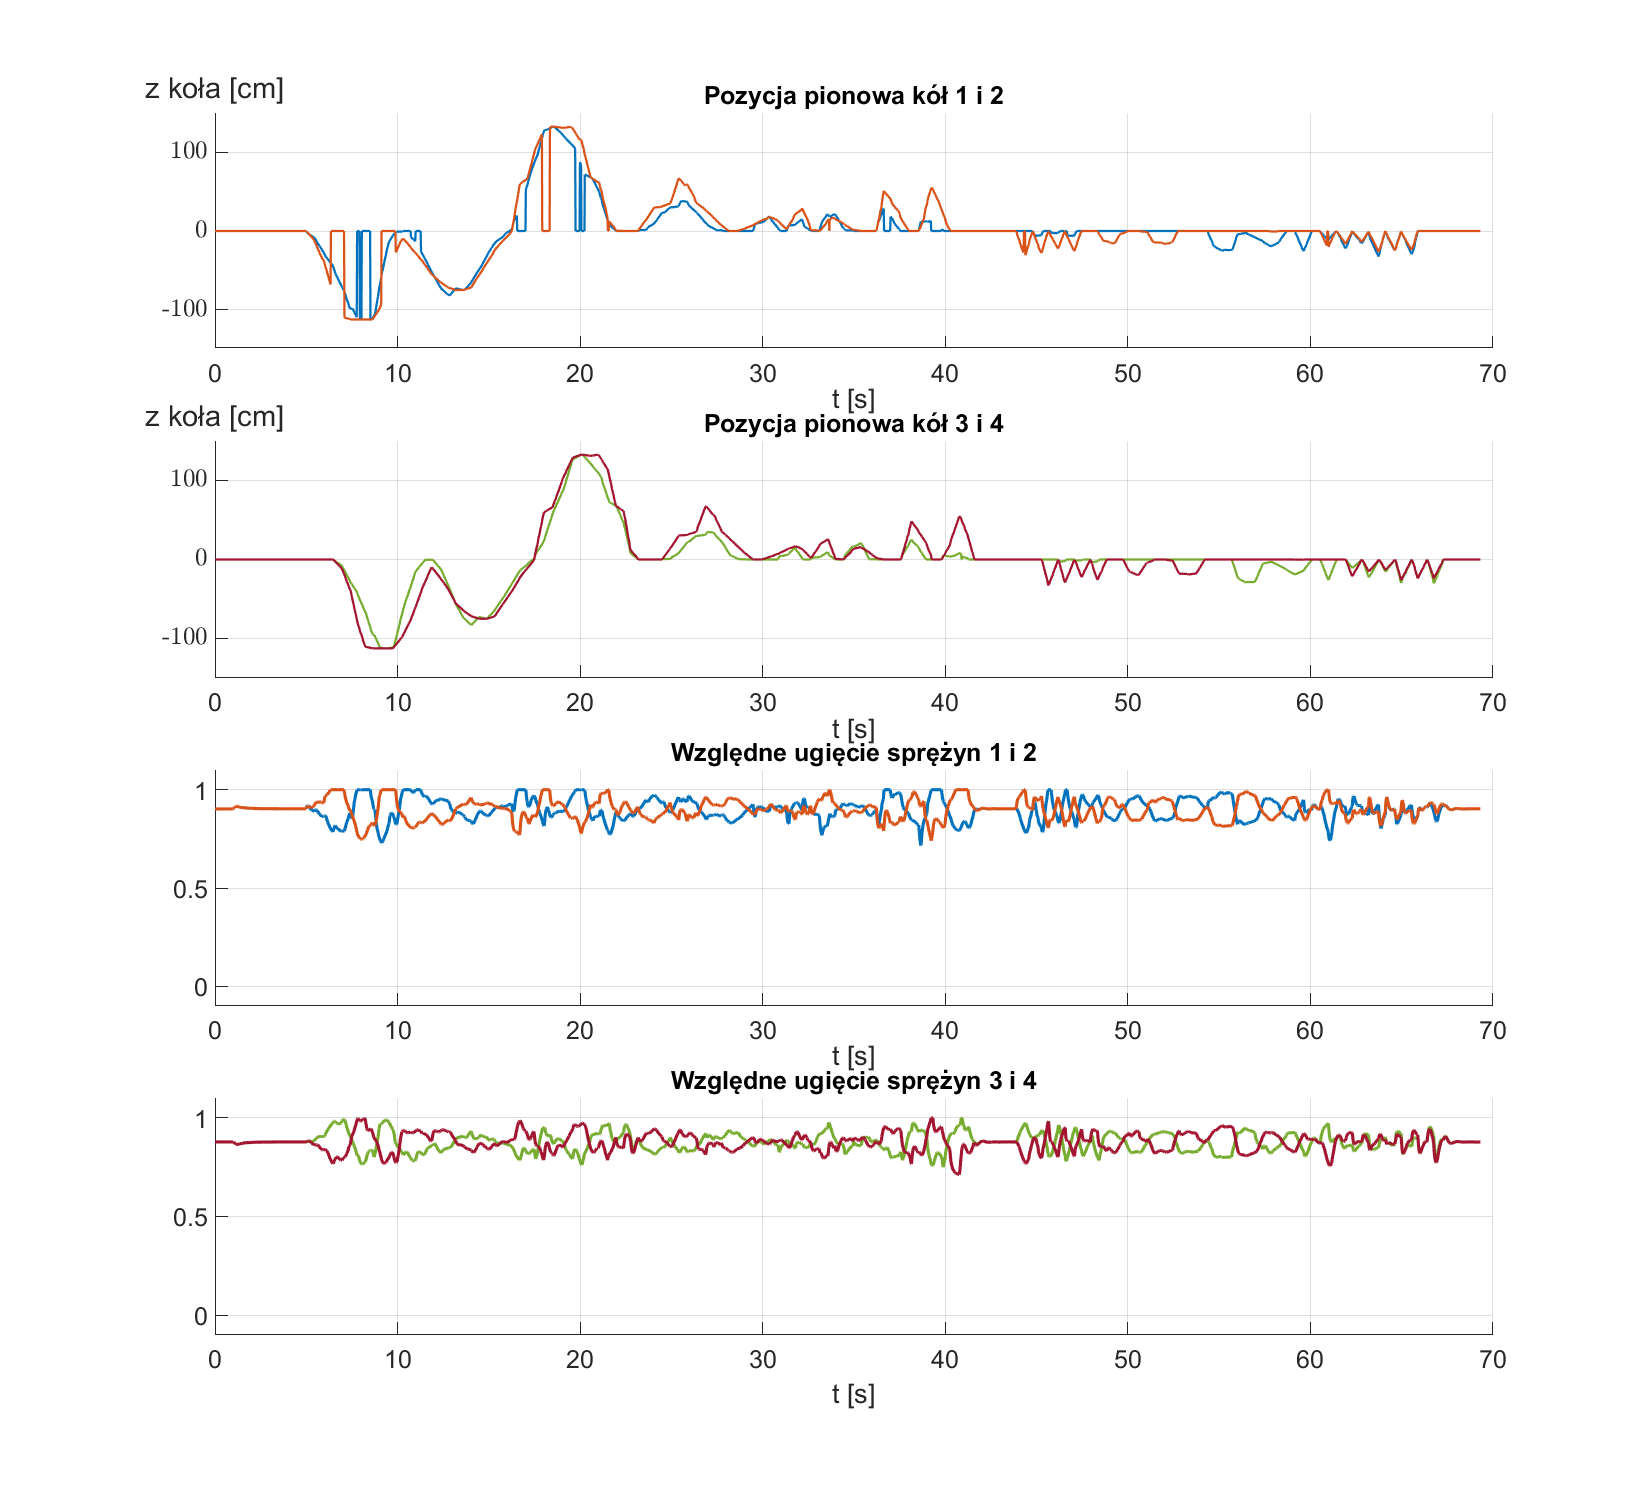 z koła [cm]
Pozycja pionowa kół 1 i 2
100
0
-100
0 10 20 30 40 50 60 70
t [s]
z koła [cm]
Pozycja pionowa kół 3 i 4
100
0
-100
0 10 20 30 40 50 60 70
t [s]
Względne ugięcie sprężyn 1 i 2
1
0.5
0
0 10 20 30 40 50 60 70
t [s]
Względne ugięcie sprężyn 3 i 4
1
0.5
0
0 10 20 30 40 50 60 70
t [s]